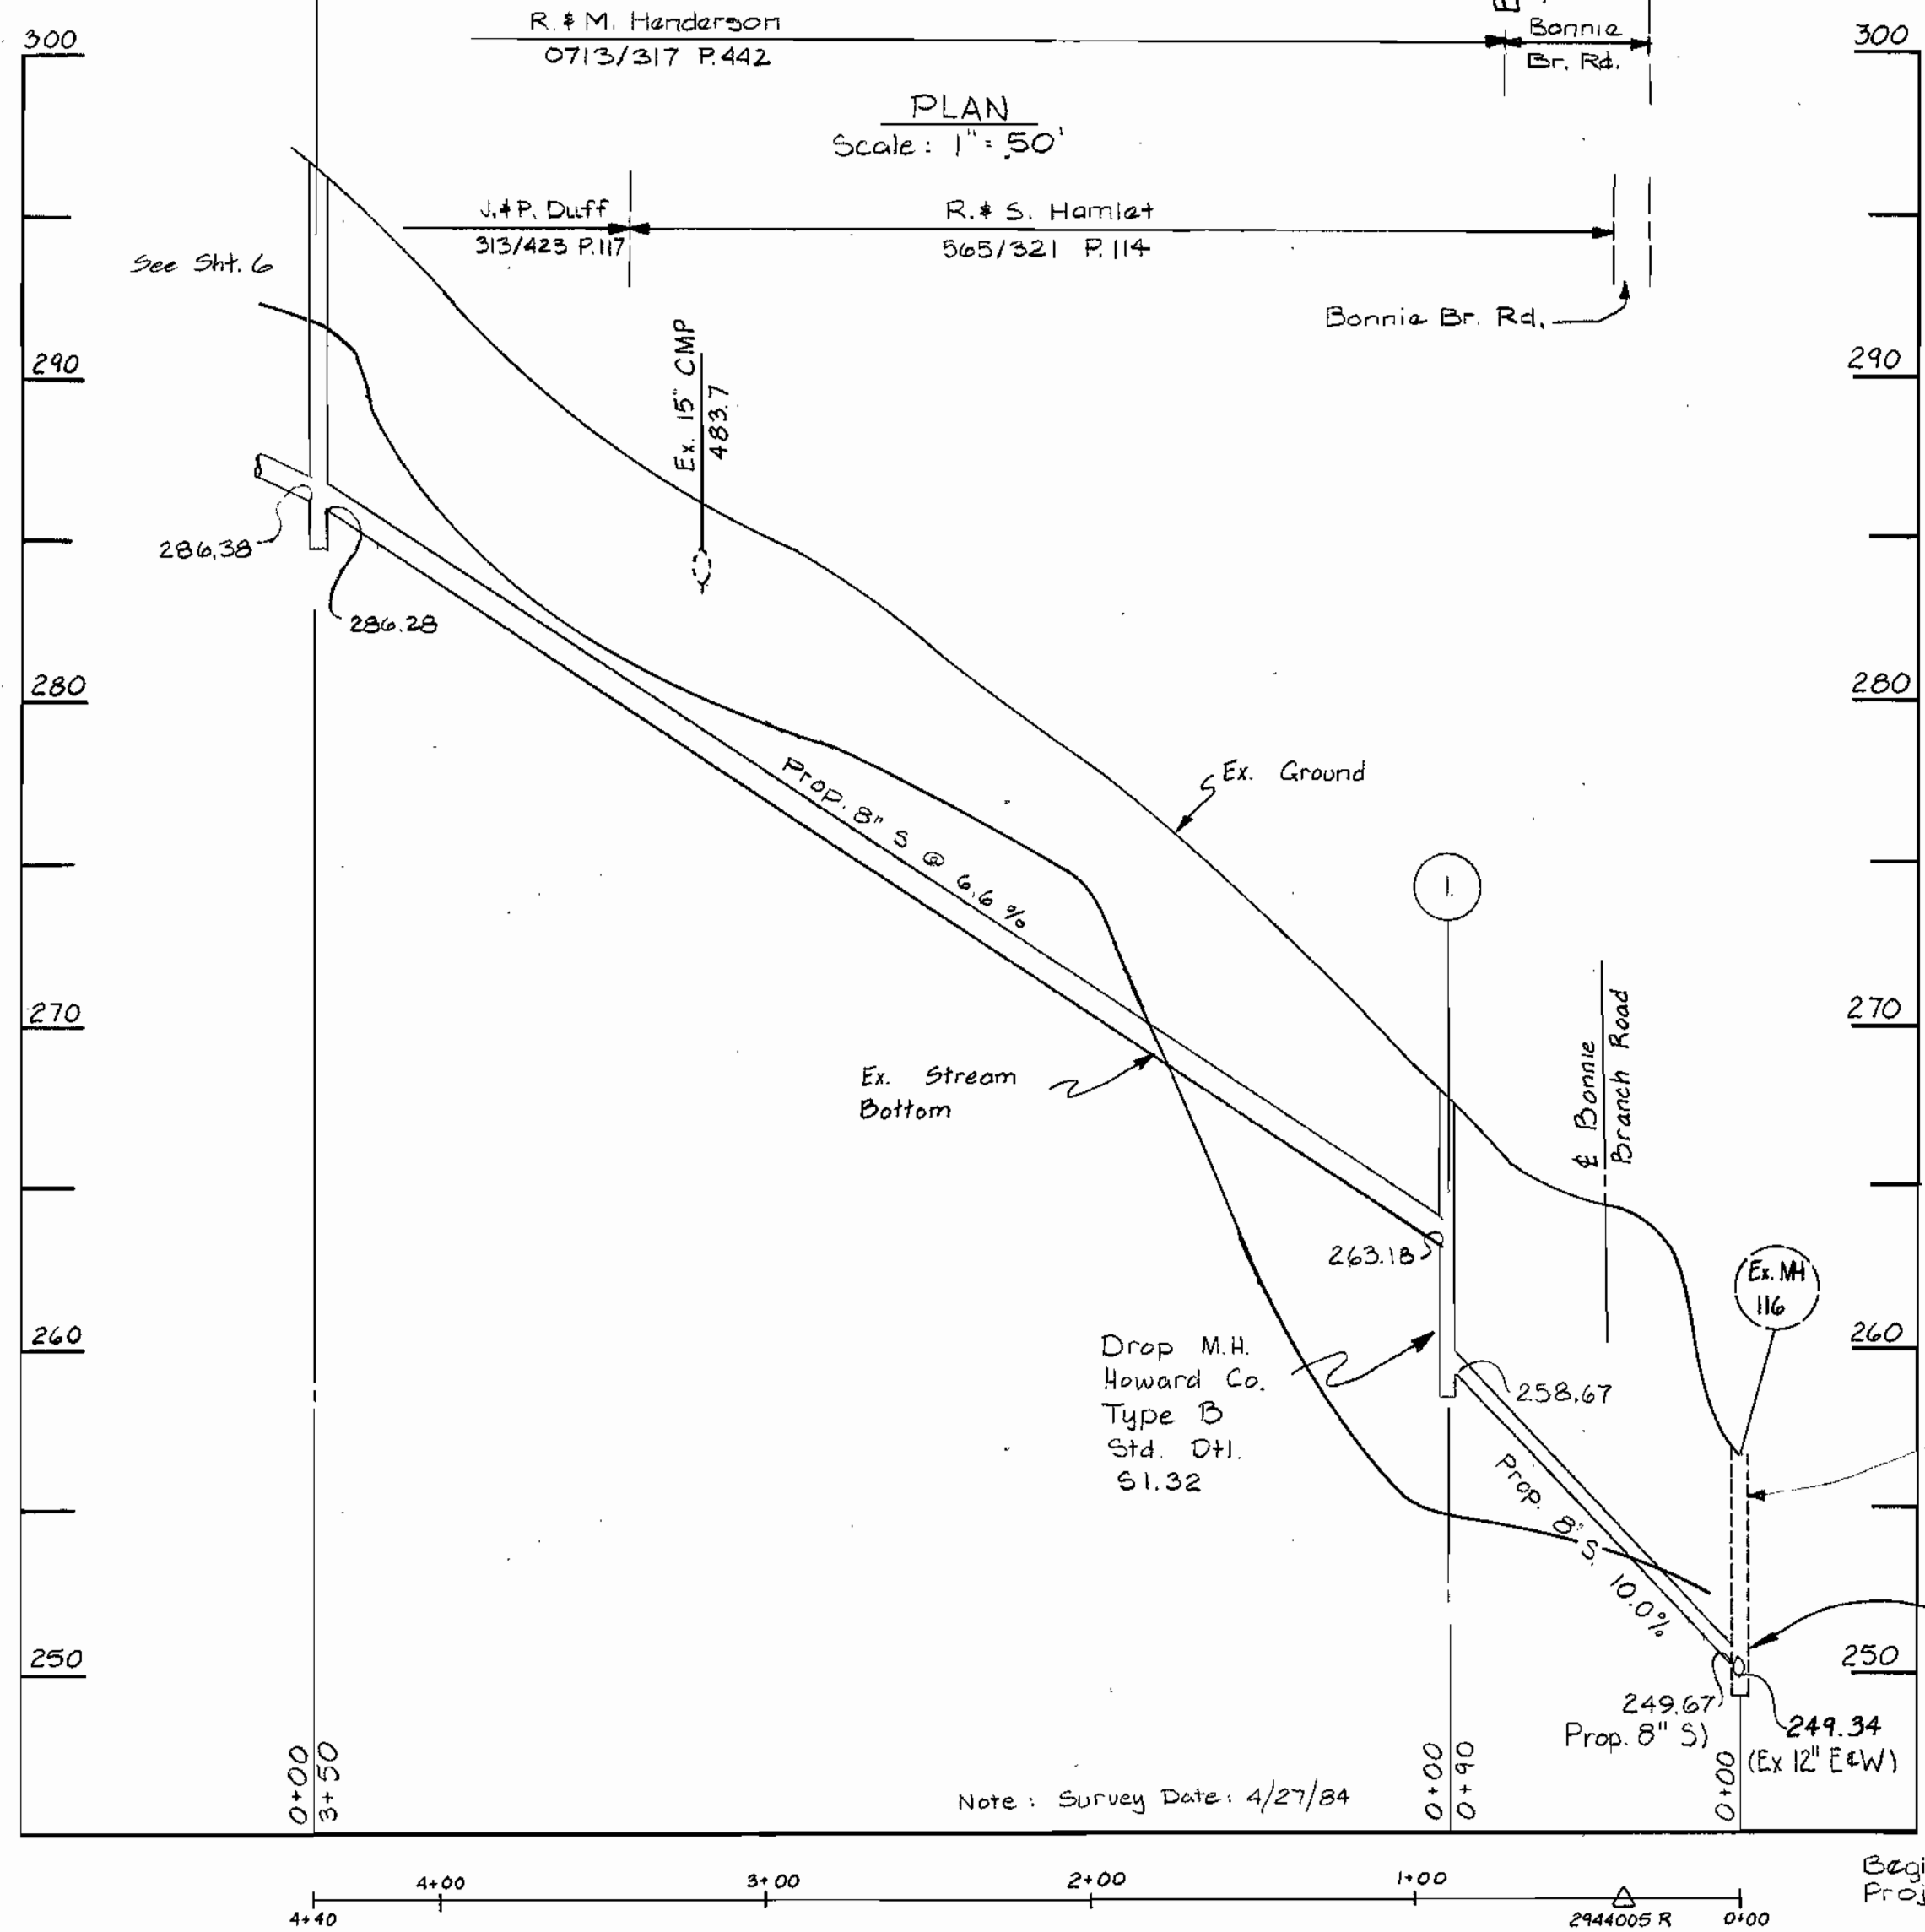 R. & M. Henderson
0713/317 P.442
Bonnie
Br. Rd.
300
300
PLAN
Scale: 1" = 50'
J. & P. Duff
313/423 P.117
R. & S. Hamlet
565/321 P. 114
See Sht. 6
Bonnie Br. Rd.
Ex. 15" CMP
483.7
290
290
286.38
286.28
280
280
Prop. 8" S @ 6.6 %
Ex. Ground
1
270
270
Ex. Stream
Bottom
℄ Bonnie
Branch Road
263.18
Ex. MH
116
260
260
Drop M.H.
Howard Co.
Type B
Std. Dtl.
S1.32
258.67
Prop. 8" S. 10.0%
250
250
249.67
Prop. 8" S)
249.34
(Ex 12" E&W)
0+00
3+50
0+00
0+90
0+00
Note: Survey Date: 4/27/84
4+00
3+00
2+00
1+00
4+40
2944005 R
0+00